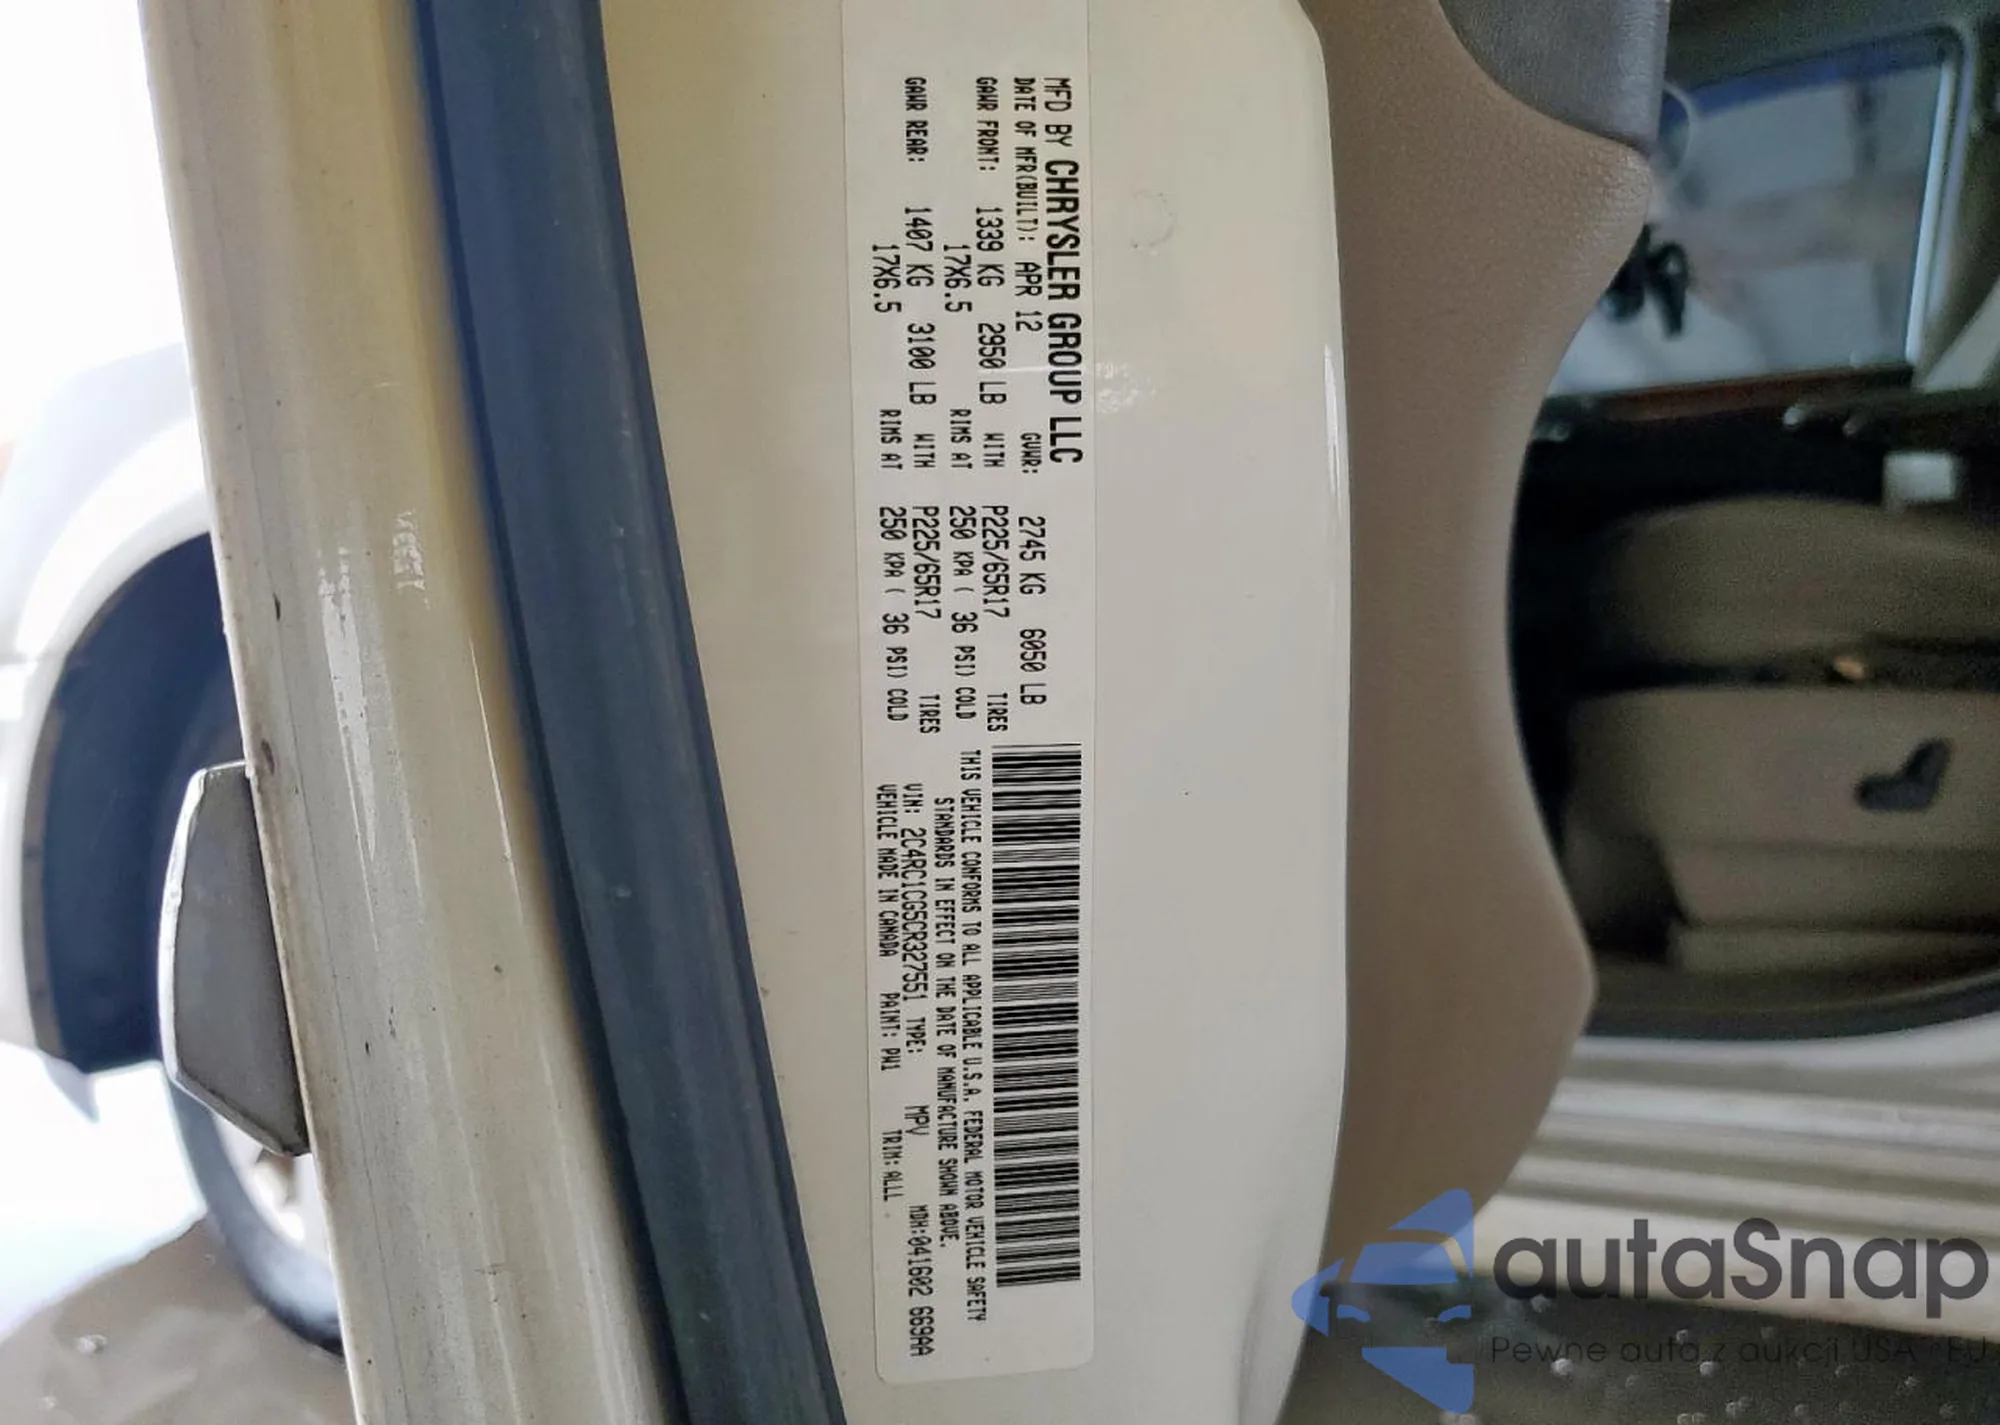 MFD BY CHRYSLER GROUP LLC
DATE OF MFR(BUILT): APR 12 GVWR: 2745 KG 6050 LB
GAWR FRONT: 1339 KG 2950 LB WITH P225/65R17 TIRES
17X6.5 RIMS AT 250 KPA ( 36 PSI) COLD
GAWR REAR: 1407 KG 3100 LB WITH P225/65R17 TIRES
17X6.5 RIMS AT 250 KPA ( 36 PSI) COLD
THIS VEHICLE CONFORMS TO ALL APPLICABLE U.S.A. FEDERAL MOTOR VEHICLE SAFETY
STANDARDS IN EFFECT ON THE DATE OF MANUFACTURE SHOWN ABOVE.
VIN: 2C4RC1CG5CR327551 TYPE: MPV MDH:041602 669AA
VEHICLE MADE IN CANADA PAINT: PW1 TRIM: ALL1
autaSnap
Pewne auta z aukcji USA i EU